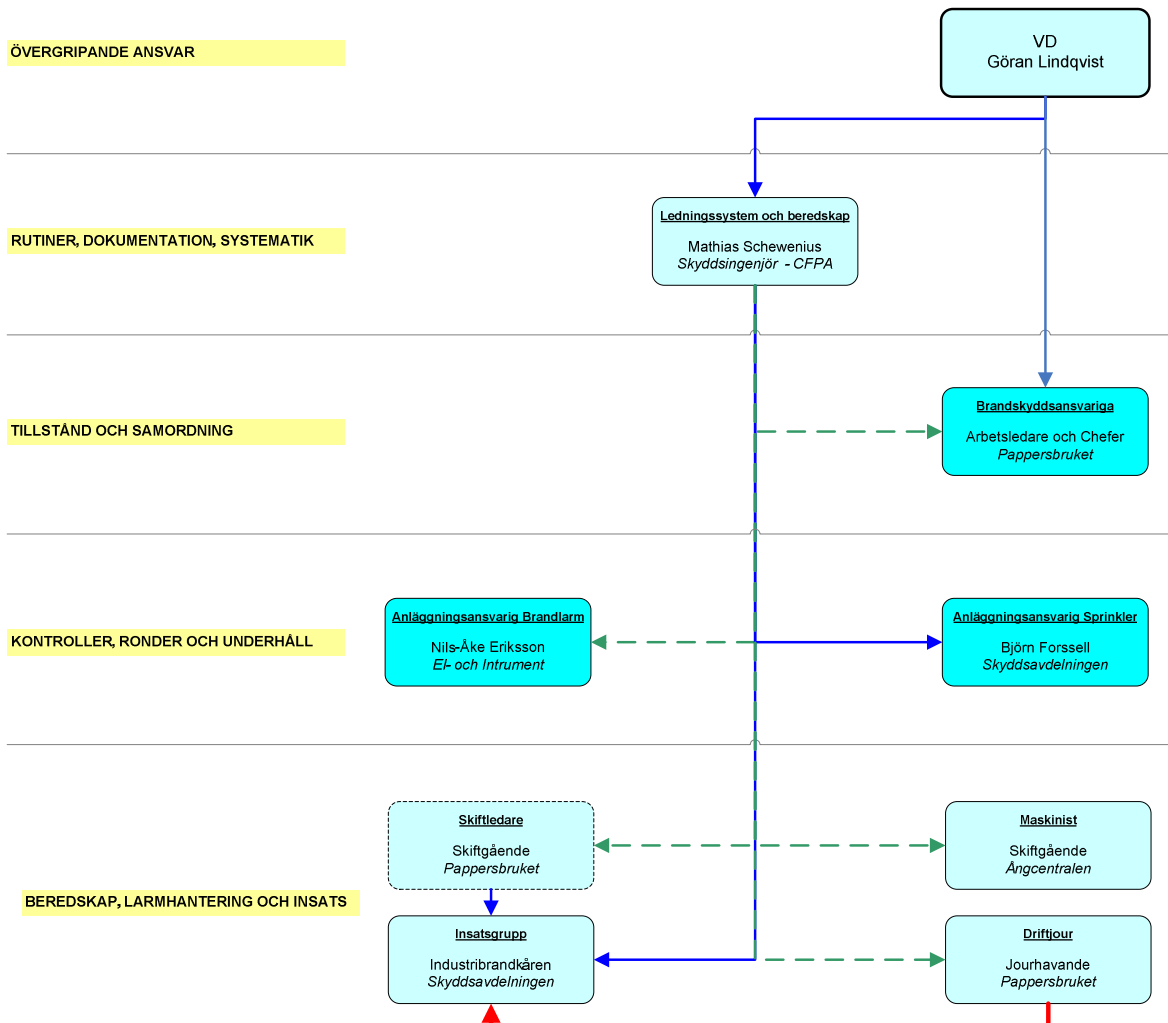 ÖVERGRIPANDE ANSVAR
VD
Göran Lindqvist
RUTINER, DOKUMENTATION, SYSTEMATIK
Ledningssystem och beredskap
Mathias Schewenius
Skyddsingenjör - CFPA
TILLSTÅND OCH SAMORDNING
Brandskyddsansvariga
Arbetsledare och Chefer
Pappersbruket
KONTROLLER, RONDER OCH UNDERHÅLL
Anläggningsansvarig Brandlarm
Nils-Åke Eriksson
El- och Intrument
Anläggningsansvarig Sprinkler
Björn Forssell
Skyddsavdelningen
Skiftledare
Skiftgående
Pappersbruket
Maskinist
Skiftgående
Ångcentralen
BEREDSKAP, LARMHANTERING OCH INSATS
Insatsgrupp
Industribrandkåren
Skyddsavdelningen
Driftjour
Jourhavande
Pappersbruket